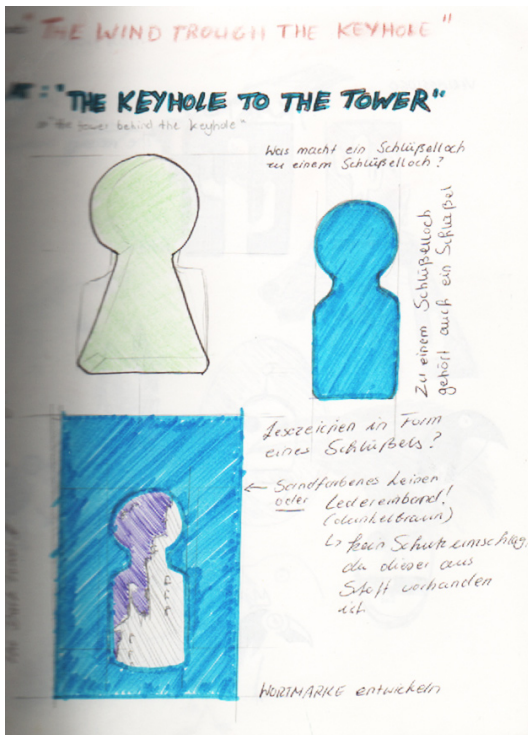 "THE WIND TROUGH THE KEYHOLE"
: "THE KEYHOLE TO THE TOWER"
"the tower behind the keyhole"
Was macht ein Schlüßelloch
zu einem Schlüßelloch?
Zu einem Schlüßelloch
gehört auch ein Schlüßel
Lesezeichen in Form
eines Schlüßels?
← Sandfarbenes Leinen
oder Ledereinband!
(dunkelbraun)
↳ kein Schutzumschlag,
da dieser aus
Stoff vorhanden
ist.
WORTMARKE entwickeln